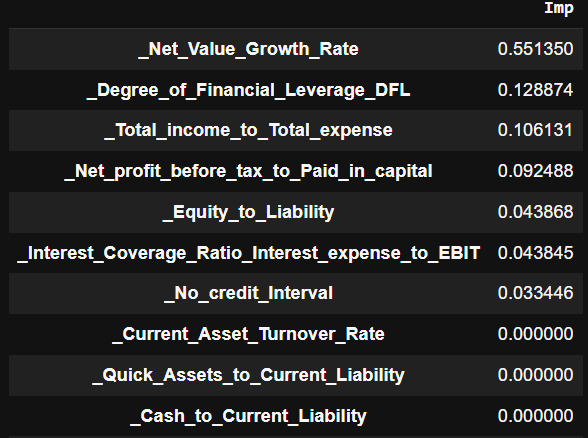 Imp
_Net_Value_Growth_Rate 0.551350
_Degree_of_Financial_Leverage_DFL 0.128874
_Total_income_to_Total_expense 0.106131
_Net_profit_before_tax_to_Paid_in_capital 0.092488
_Equity_to_Liability 0.043868
_Interest_Coverage_Ratio_Interest_expense_to_EBIT 0.043845
_No_credit_Interval 0.033446
_Current_Asset_Turnover_Rate 0.000000
_Quick_Assets_to_Current_Liability 0.000000
_Cash_to_Current_Liability 0.000000